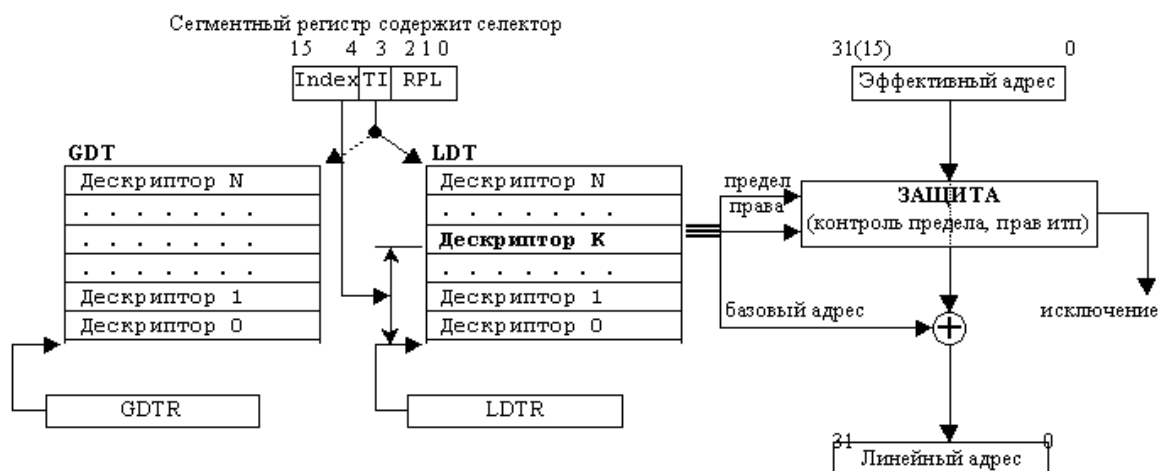 Сегментный регистр содержит селектор
15 4 3 2 1 0
Index TI RPL
31(15) 0
Эффективный адрес
GDT
Дескриптор N
. . . . . . .
. . . . . . .
. . . . . . .
Дескриптор 1
Дескриптор 0
GDTR
LDT
Дескриптор N
. . . . . . .
Дескриптор K
. . . . . . .
Дескриптор 1
Дескриптор 0
LDTR
предел
права
базовый адрес
ЗАЩИТА
(контроль предела, прав итп)
исключение
31 0
Линейный адрес